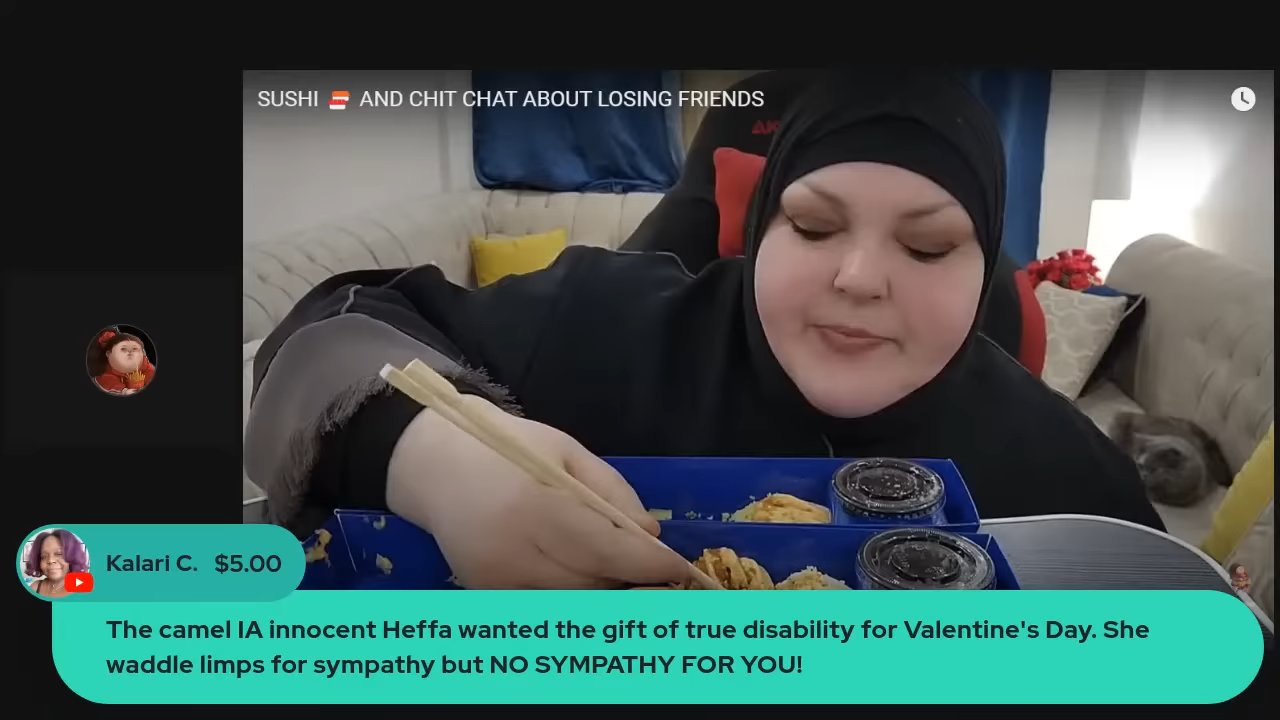 SUSHI 🍣 AND CHIT CHAT ABOUT LOSING FRIENDS
AK
Kalari C. $5.00
The camel IA innocent Heffa wanted the gift of true disability for Valentine's Day. She
waddle limps for sympathy but NO SYMPATHY FOR YOU!